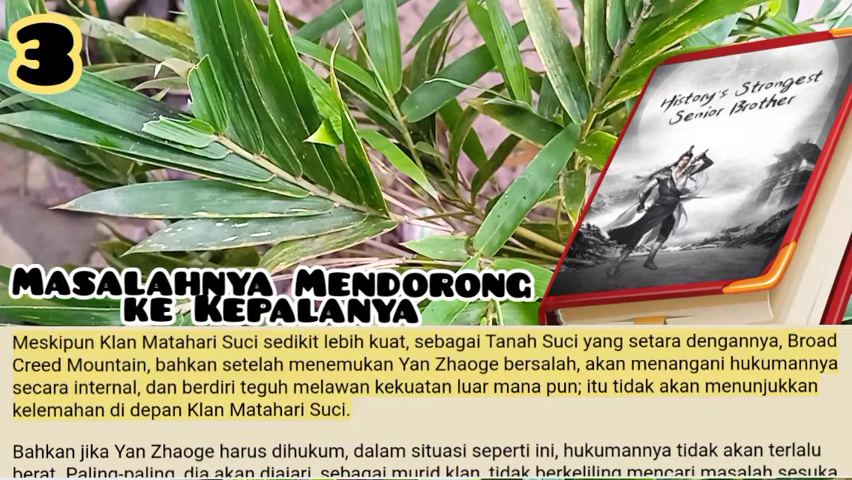 3
History's Strongest
Senior Brother
Masalahnya Mendorong
ke Kepalanya
Meskipun Klan Matahari Suci sedikit lebih kuat, sebagai Tanah Suci yang setara dengannya, Broad
Creed Mountain, bahkan setelah menemukan Yan Zhaoge bersalah, akan menangani hukumannya
secara internal, dan berdiri teguh melawan kekuatan luar mana pun; itu tidak akan menunjukkan
kelemahan di depan Klan Matahari Suci.
Bahkan jika Yan Zhaoge harus dihukum, dalam situasi seperti ini, hukumannya tidak akan terlalu
berat. Paling-paling, dia akan diajari, sebagai murid klan, tidak berkeliling mencari masalah sesuka